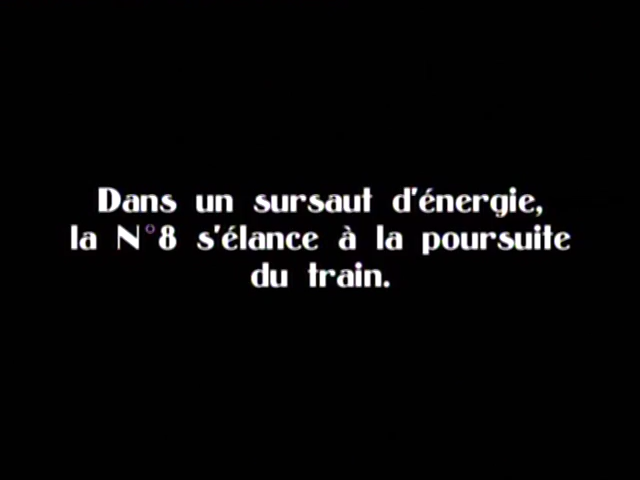 Dans un sursaut d'énergie,
la N°8 s'élance à la poursuite
du train.